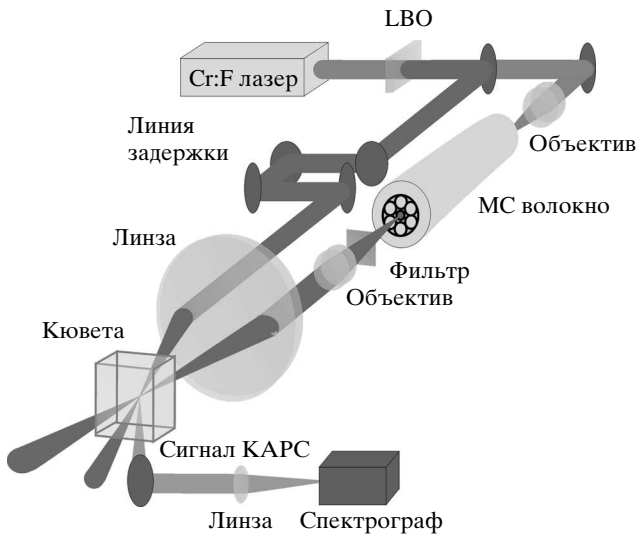 LBO
Cr:F лазер
Линия
задержки
Объектив
МС волокно
Линза
Фильтр
Объектив
Кювета
Сигнал КАРС
Линза
Спектрограф